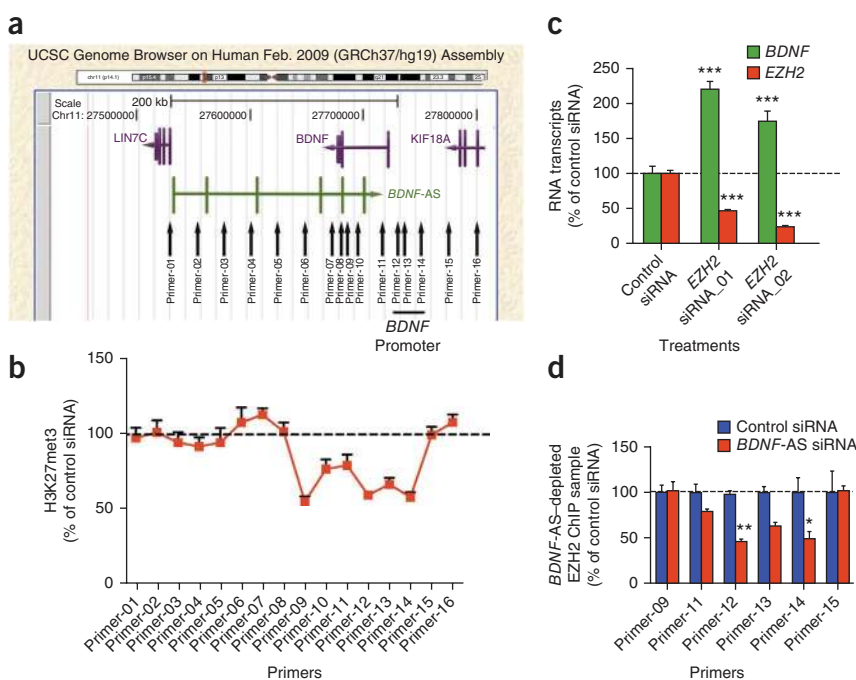 a
UCSC Genome Browser on Human Feb. 2009 (GRCh37/hg19) Assembly
chr11 (p14.1)
Scale
200 kb
Chr11: 27500000
27600000
27700000
27800000
LIN7C
BDNF
KIF18A
BDNF-AS
Primer-01
Primer-02
Primer-03
Primer-04
Primer-05
Primer-06
Primer-07
Primer-08
Primer-09
Primer-10
Primer-11
Primer-12
Primer-13
Primer-14
Primer-15
Primer-16
BDNF
Promoter
b
H3K27met3
(% of control siRNA)
150
100
50
0
Primer-01
Primer-02
Primer-03
Primer-04
Primer-05
Primer-06
Primer-07
Primer-08
Primer-09
Primer-10
Primer-11
Primer-12
Primer-13
Primer-14
Primer-15
Primer-16
Primers
c
BDNF
EZH2
RNA transcripts
(% of control siRNA)
250
200
150
100
50
0
***
***
***
***
Control
siRNA
EZH2
siRNA_01
EZH2
siRNA_02
Treatments
d
Control siRNA
BDNF-AS siRNA
BDNF-AS–depleted
EZH2 ChIP sample
(% of control siRNA)
150
100
50
0
**
*
Primer-09
Primer-11
Primer-12
Primer-13
Primer-14
Primer-15
Primers